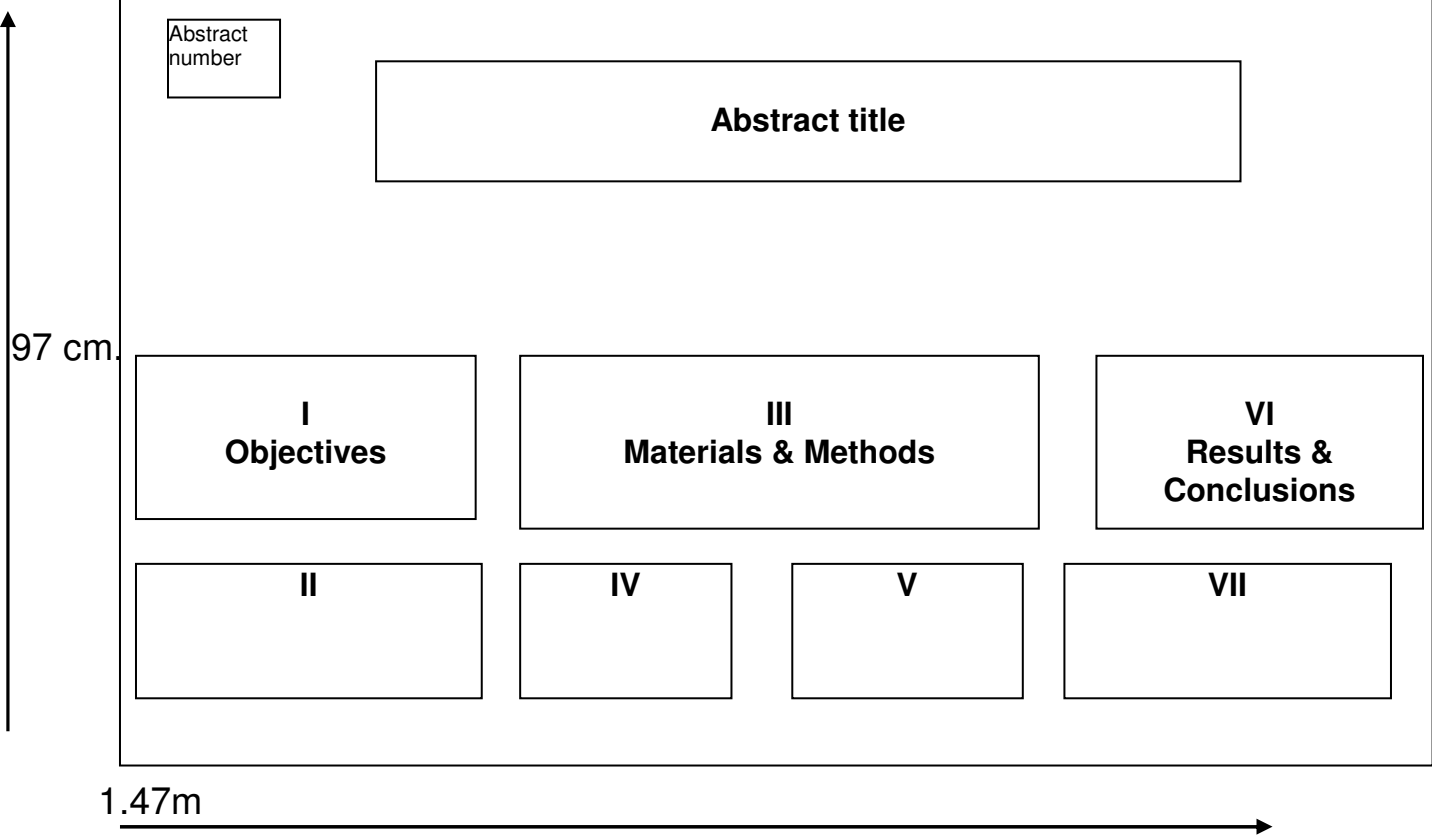 Abstract
number
Abstract title
97 cm.
I
Objectives
III
Materials & Methods
VI
Results &
Conclusions
II
IV
V
VII
1.47m